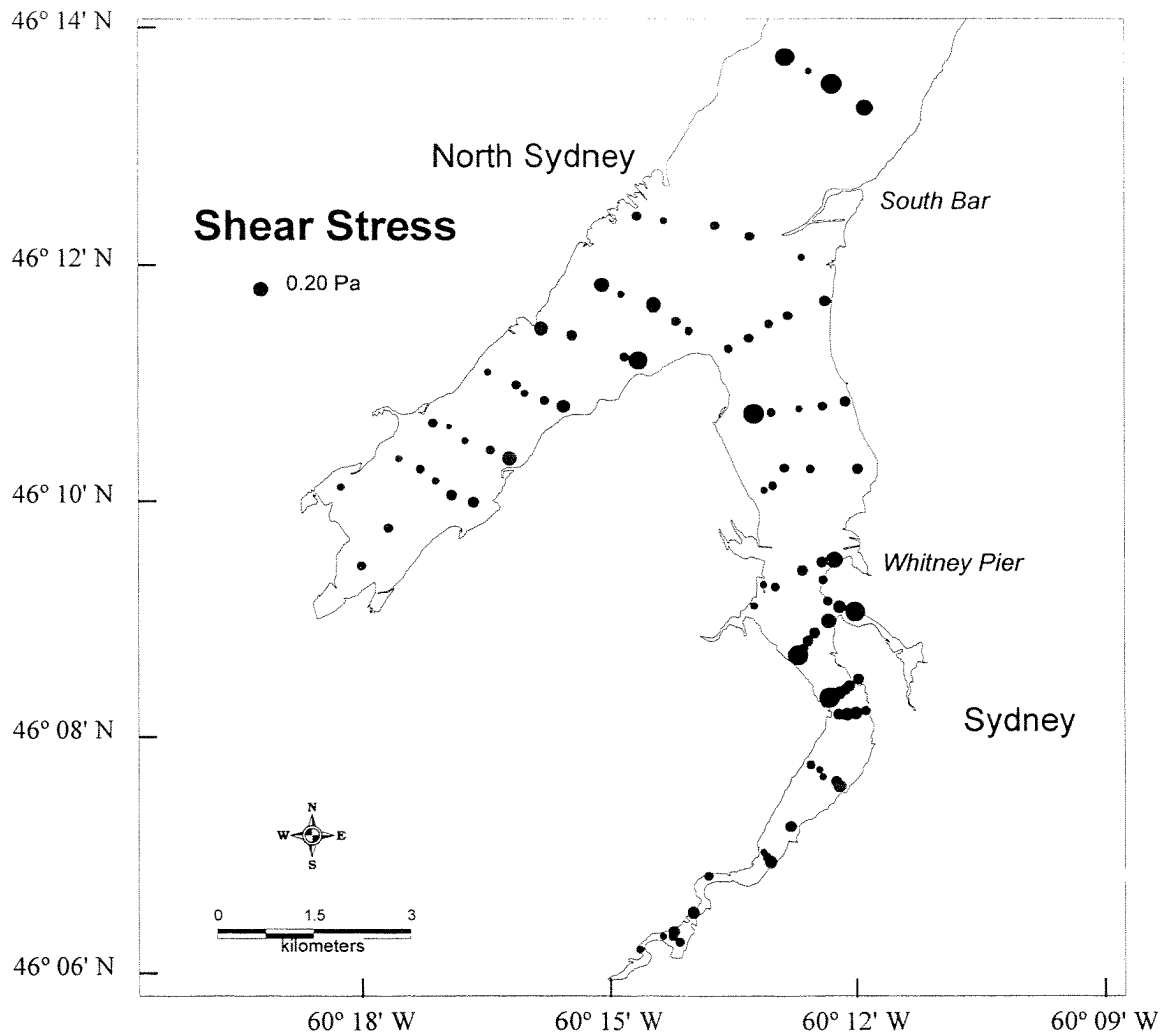 46° 14' N
North Sydney
South Bar
Shear Stress
46° 12' N
0.20 Pa
46° 10' N
Whitney Pier
46° 08' N
Sydney
N
W E
S
0 1.5 3
kilometers
46° 06' N
60° 18' W 60° 15' W 60° 12' W 60° 09' W